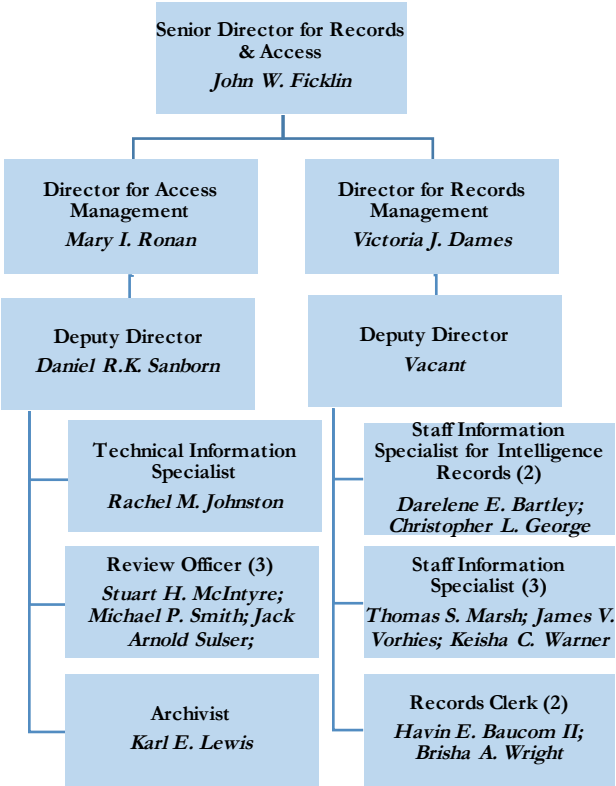 Senior Director for Records
& Access
John W. Ficklin
Director for Access
Management
Mary I. Ronan
Director for Records
Management
Victoria J. Dames
Deputy Director
Daniel R.K. Sanborn
Deputy Director
Vacant
Technical Information
Specialist
Rachel M. Johnston
Staff Information
Specialist for Intelligence
Records (2)
Darelene E. Bartley;
Christopher L. George
Review Officer (3)
Stuart H. McIntyre;
Michael P. Smith; Jack
Arnold Sulser;
Staff Information
Specialist (3)
Thomas S. Marsh; James V.
Vorhies; Keisha C. Warner
Archivist
Karl E. Lewis
Records Clerk (2)
Havin E. Baucom II;
Brisha A. Wright